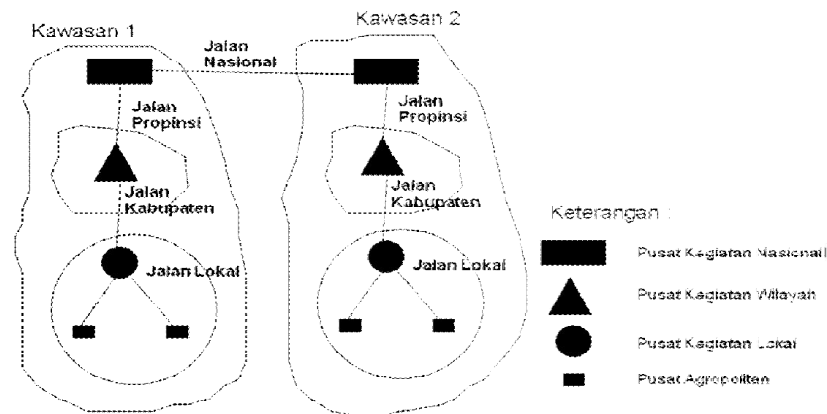 Kawasan 1
Kawasan 2
Jalan
Nasional
Jalan
Propinsi
Jalan
Propinsi
Jalan
Kabupaten
Jalan
Kabupaten
Jalan Lokal
Jalan Lokal
Keterangan :
Pusat Kegiatan Nasional
Pusat Kegiatan Wilayah
Pusat Kegiatan Lokal
Pusat Agropolitan